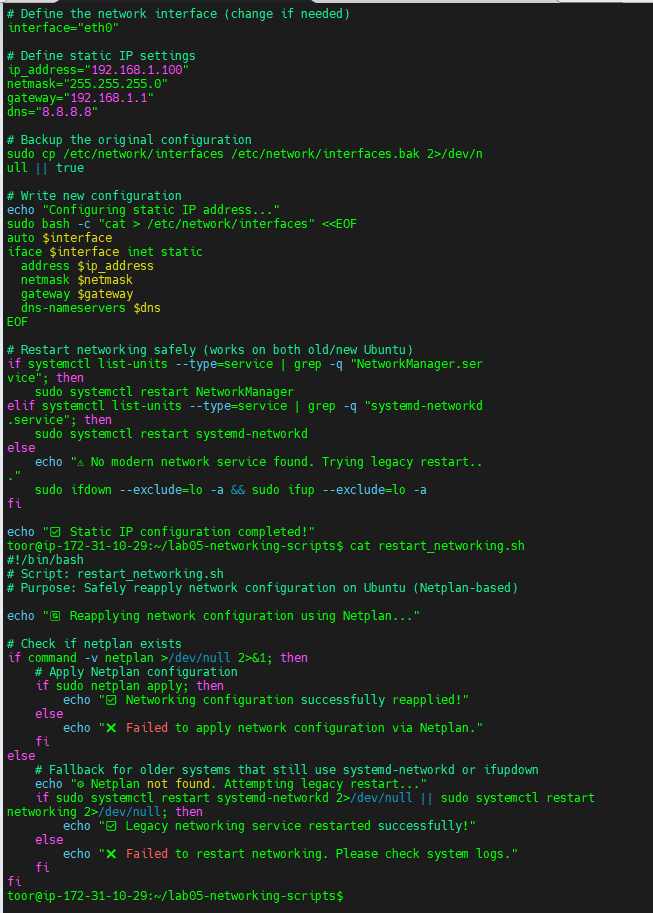 # Define the network interface (change if needed)
interface="eth0"

# Define static IP settings
ip_address="192.168.1.100"
netmask="255.255.255.0"
gateway="192.168.1.1"
dns="8.8.8.8"

# Backup the original configuration
sudo cp /etc/network/interfaces /etc/network/interfaces.bak 2>/dev/n
ull || true

# Write new configuration
echo "Configuring static IP address..."
sudo bash -c "cat > /etc/network/interfaces" <<EOF
auto $interface
iface $interface inet static
  address $ip_address
  netmask $netmask
  gateway $gateway
  dns-nameservers $dns
EOF

# Restart networking safely (works on both old/new Ubuntu)
if systemctl list-units --type=service | grep -q "NetworkManager.ser
vice"; then
    sudo systemctl restart NetworkManager
elif systemctl list-units --type=service | grep -q "systemd-networkd
.service"; then
    sudo systemctl restart systemd-networkd
else
    echo "⚠ No modern network service found. Trying legacy restart..
."
    sudo ifdown --exclude=lo -a && sudo ifup --exclude=lo -a
fi

echo "✅ Static IP configuration completed!"
toor@ip-172-31-10-29:~/lab05-networking-scripts$ cat restart_networking.sh
#!/bin/bash
# Script: restart_networking.sh
# Purpose: Safely reapply network configuration on Ubuntu (Netplan-based)

echo "🔄 Reapplying network configuration using Netplan..."

# Check if netplan exists
if command -v netplan >/dev/null 2>&1; then
    # Apply Netplan configuration
    if sudo netplan apply; then
        echo "✅ Networking configuration successfully reapplied!"
    else
        echo "❌ Failed to apply network configuration via Netplan."
    fi
else
    # Fallback for older systems that still use systemd-networkd or ifupdown
    echo "⚙ Netplan not found. Attempting legacy restart..."
    if sudo systemctl restart systemd-networkd 2>/dev/null || sudo systemctl restart
networking 2>/dev/null; then
        echo "✅ Legacy networking service restarted successfully!"
    else
        echo "❌ Failed to restart networking. Please check system logs."
    fi
fi
toor@ip-172-31-10-29:~/lab05-networking-scripts$